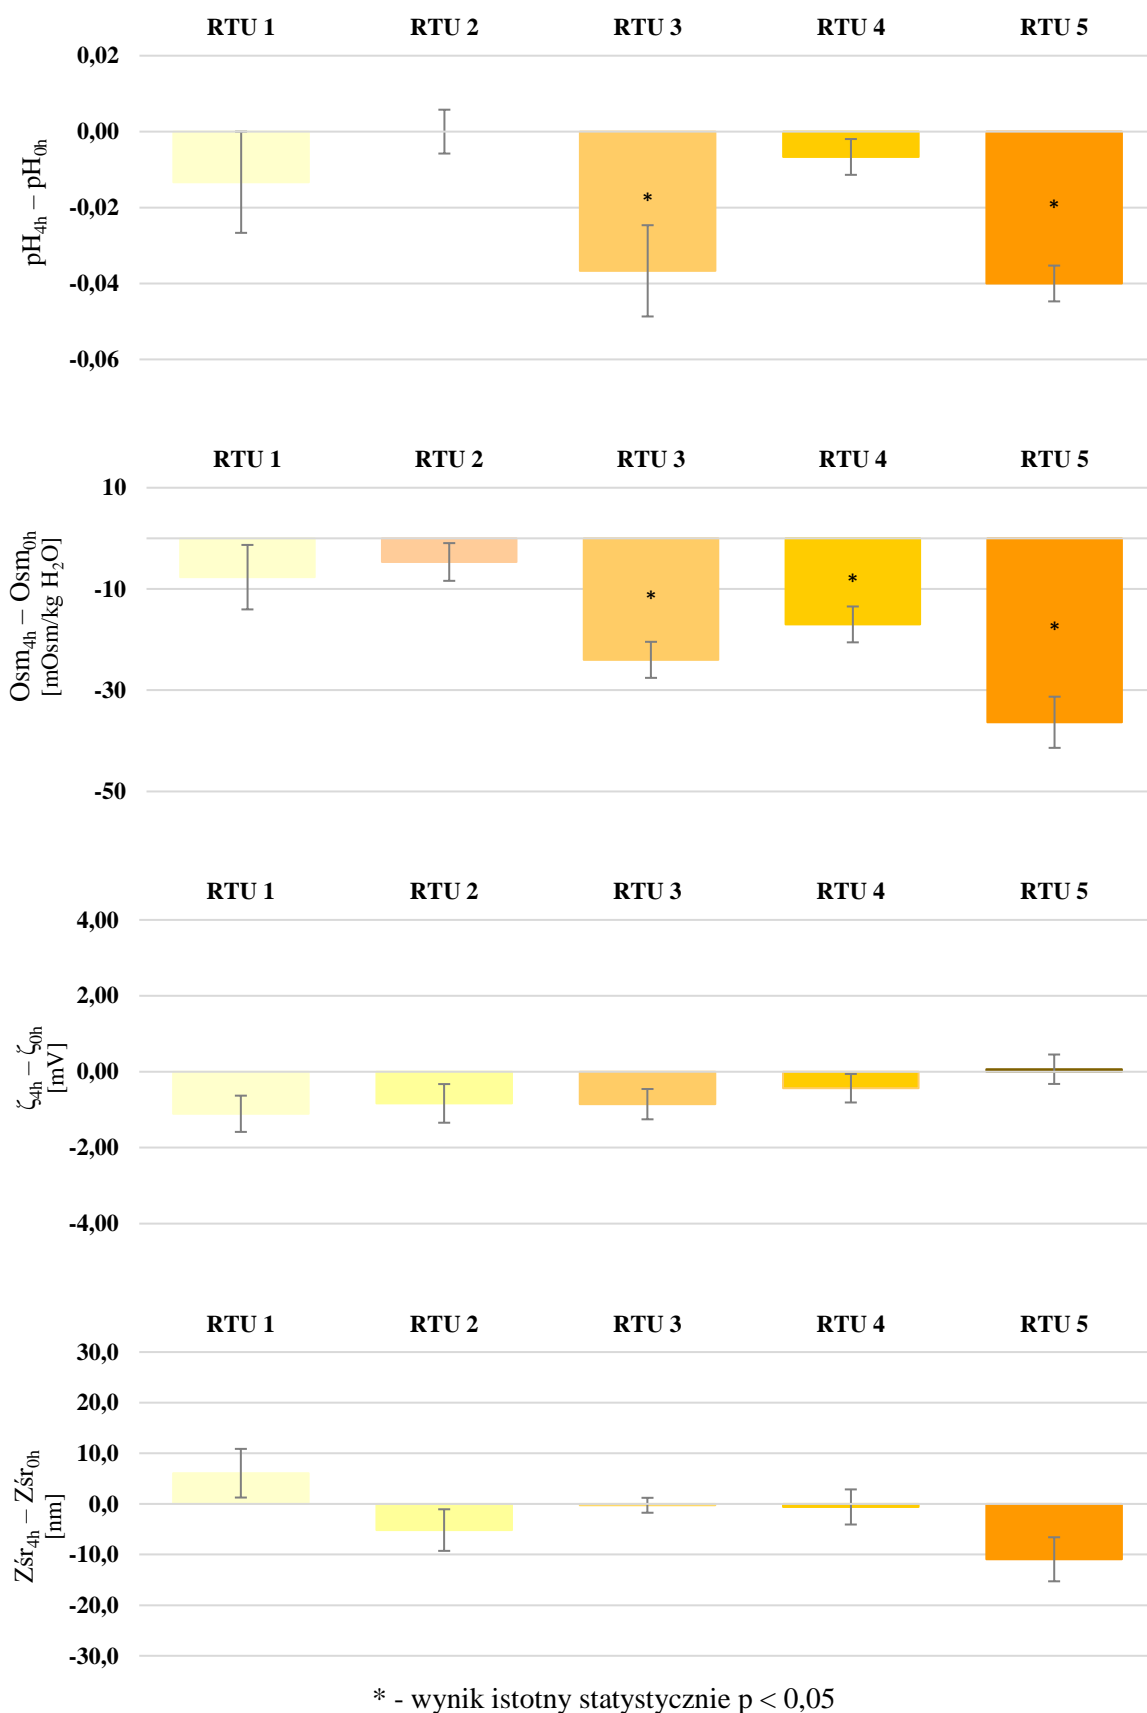 RTU 1 RTU 2 RTU 3 RTU 4 RTU 5
0,02
0,00
-0,02
-0,04
-0,06
pH4h – pH0h
*
*
RTU 1 RTU 2 RTU 3 RTU 4 RTU 5
10
-10
-30
-50
Osm4h – Osm0h
[mOsm/kg H2O]
*
*
*
RTU 1 RTU 2 RTU 3 RTU 4 RTU 5
4,00
2,00
0,00
-2,00
-4,00
ζ4h – ζ0h
[mV]
RTU 1 RTU 2 RTU 3 RTU 4 RTU 5
30,0
20,0
10,0
0,0
-10,0
-20,0
-30,0
Zśr4h – Zśr0h
[nm]
* - wynik istotny statystycznie p < 0,05